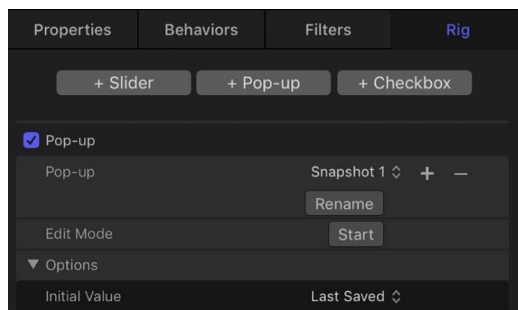 Properties Behaviors Filters Rig
+ Slider + Pop-up + Checkbox
Pop-up
Pop-up Snapshot 1 + −
Rename
Edit Mode Start
Options
Initial Value Last Saved